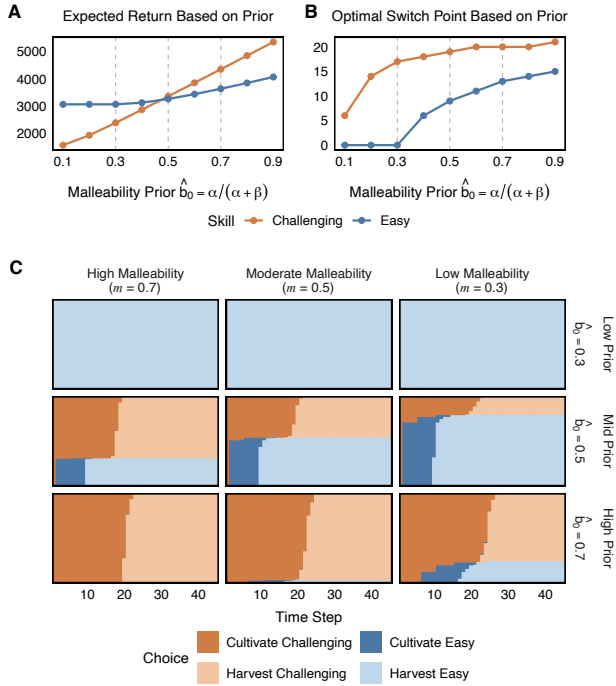 A
Expected Return Based on Prior
5000
4000
3000
2000
0.1 0.3 0.5 0.7 0.9
Malleability Prior b̂₀ = α/(α + β)
B
Optimal Switch Point Based on Prior
20
15
10
5
0
0.1 0.3 0.5 0.7 0.9
Malleability Prior b̂₀ = α/(α + β)
Skill Challenging Easy
C
High Malleability
(m = 0.7)
Moderate Malleability
(m = 0.5)
Low Malleability
(m = 0.3)
Low Prior
b̂₀ = 0.3
Mid Prior
b̂₀ = 0.5
High Prior
b̂₀ = 0.7
10 20 30 40
10 20 30 40
10 20 30 40
Time Step
Choice
Cultivate Challenging
Harvest Challenging
Cultivate Easy
Harvest Easy